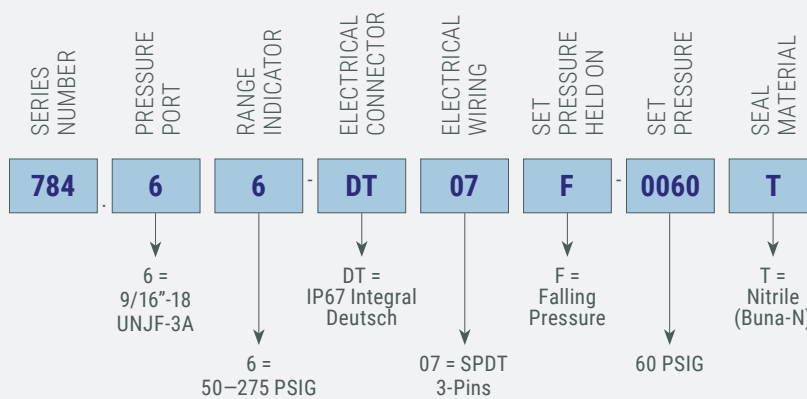 SERIES
NUMBER
PRESSURE
PORT
RANGE
INDICATOR
ELECTRICAL
CONNECTOR
ELECTRICAL
WIRING
SET
PRESSURE
HELD ON
SET
PRESSURE
SEAL
MATERIAL
784 . 6 6 - DT 07 F - 0060 T
6 =
9/16”-18
UNJF-3A
6 =
50–275 PSIG
DT =
IP67 Integral
Deutsch
07 = SPDT
3-Pins
F =
Falling
Pressure
60 PSIG
T =
Nitrile
(Buna-N)